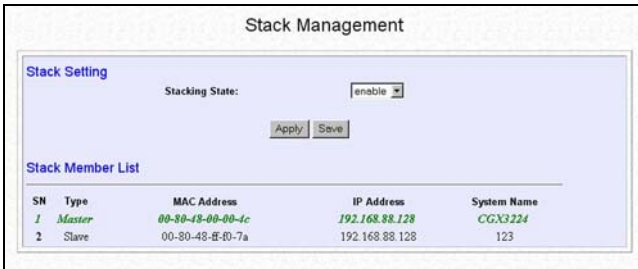 Stack Management
Stack Setting
Stacking State: enable
Apply Save
Stack Member List
SN Type MAC Address IP Address System Name
1 Master 00-80-48-00-00-4c 192.168.88.128 CGX3224
2 Slave 00-80-48-ff-f0-7a 192.168.88.128 123